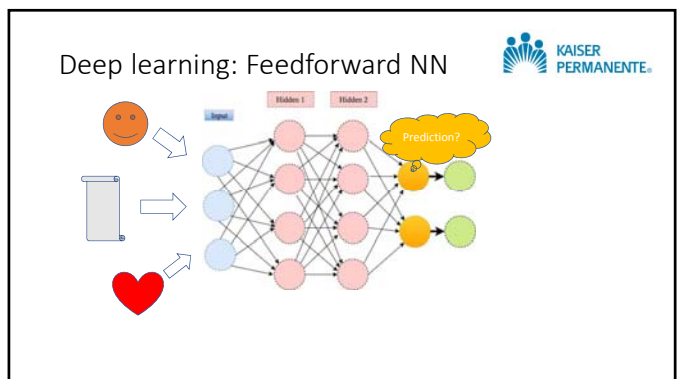 Deep learning: Feedforward NN
KAISER
PERMANENTE®
Hidden 1
Hidden 2
Input
Prediction?